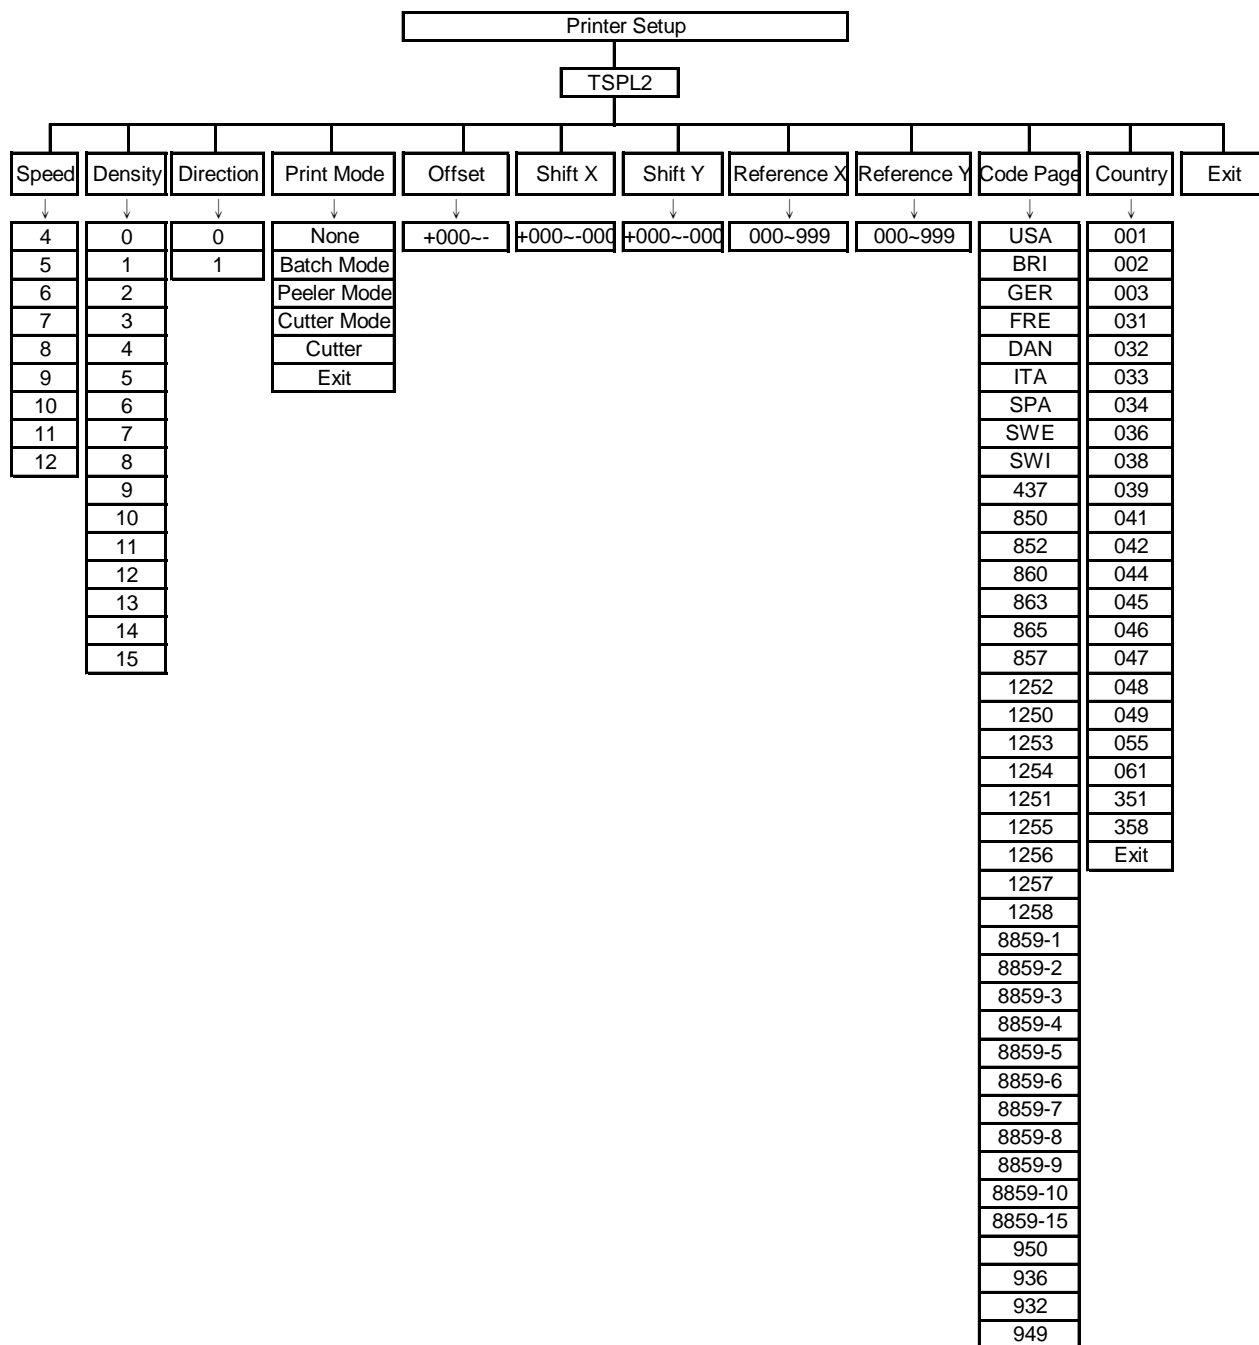 Printer Setup
TSPL2
Speed Density Direction Print Mode Offset Shift X Shift Y Reference X Reference Y Code Page Country Exit
4 0 0 None +000~- +000~-000 +000~-000 000~999 000~999 USA 001
5 1 1 Batch Mode BRI 002
6 2 Peeler Mode GER 003
7 3 Cutter Mode FRE 031
8 4 Cutter DAN 032
9 5 Exit ITA 033
10 6 SPA 034
11 7 SWE 036
12 8 SWI 038
9 437 039
10 850 041
11 852 042
12 860 044
13 863 045
14 865 046
15 857 047
1252 048
1250 049
1253 055
1254 061
1251 351
1255 358
1256 Exit
1257
1258
8859-1
8859-2
8859-3
8859-4
8859-5
8859-6
8859-7
8859-8
8859-9
8859-10
8859-15
950
936
932
949